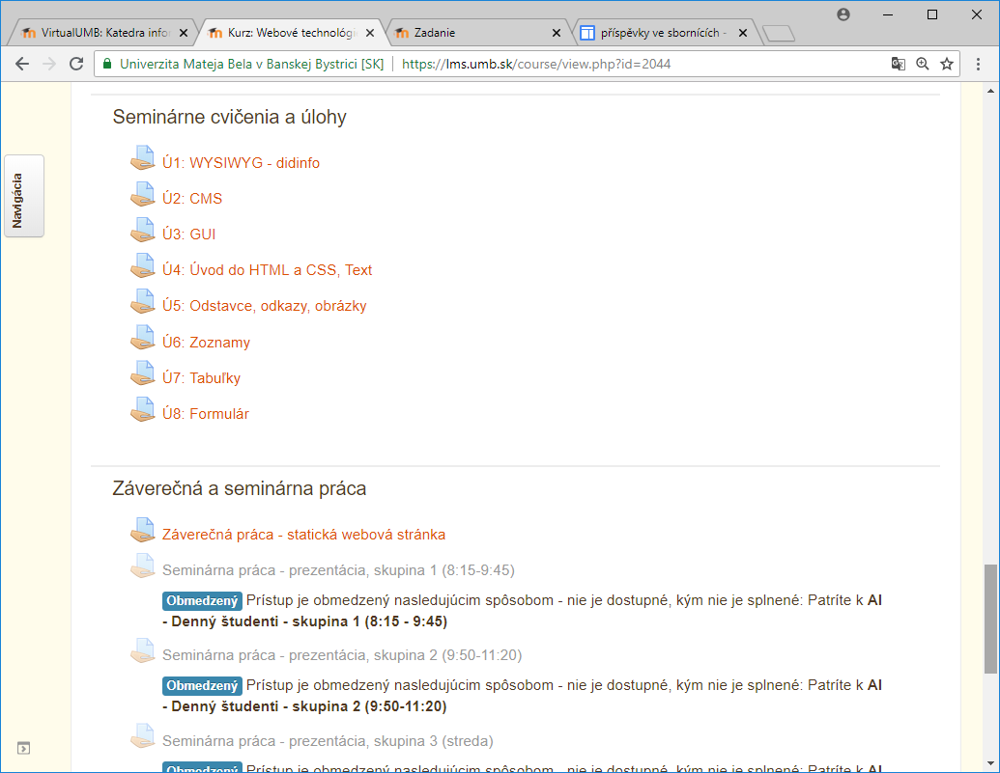 VirtualUMB: Katedra infor
Kurz: Webové technológi
Zadanie
příspěvky ve sbornících -
Univerzita Mateja Bela v Banskej Bystrici [SK]
https://lms.umb.sk/course/view.php?id=2044
Navigácia
Seminárne cvičenia a úlohy
Ú1: WYSIWYG - didinfo
Ú2: CMS
Ú3: GUI
Ú4: Úvod do HTML a CSS, Text
Ú5: Odstavce, odkazy, obrázky
Ú6: Zoznamy
Ú7: Tabuľky
Ú8: Formulár
Záverečná a seminárna práca
Záverečná práca - statická webová stránka
Seminárna práca - prezentácia, skupina 1 (8:15-9:45)
Obmedzený Prístup je obmedzený nasledujúcim spôsobom - nie je dostupné, kým nie je splnené: Patríte k AI
- Denný študenti - skupina 1 (8:15 - 9:45)
Seminárna práca - prezentácia, skupina 2 (9:50-11:20)
Obmedzený Prístup je obmedzený nasledujúcim spôsobom - nie je dostupné, kým nie je splnené: Patríte k AI
- Denný študenti - skupina 2 (9:50-11:20)
Seminárna práca - prezentácia, skupina 3 (streda)
Obmedzený Prístup je obmedzený nasledujúcim spôsobom - nie je dostupné, kým nie je splnené: Patríte k AI